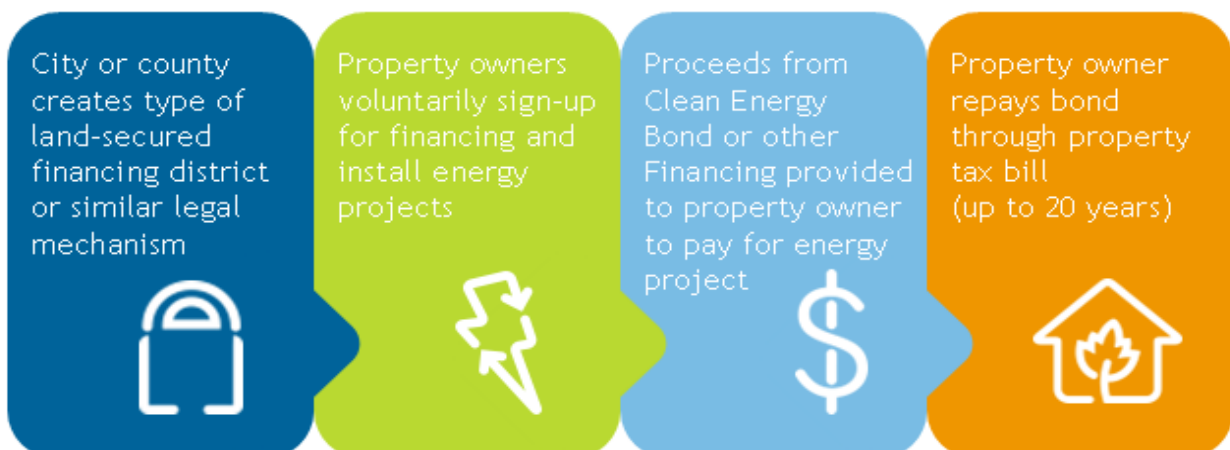 City or county
creates type of
land-secured
financing district
or similar legal
mechanism
Property owners
voluntarily sign-up
for financing and
install energy
projects
Proceeds from
Clean Energy
Bond or other
Financing provided
to property owner
to pay for energy
project
Property owner
repays bond
through property
tax bill
(up to 20 years)